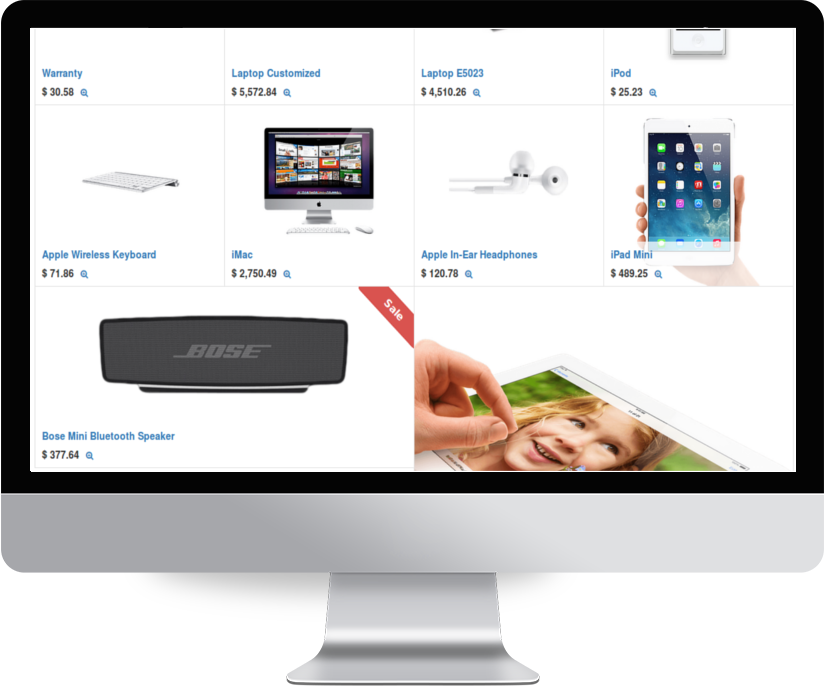 Warranty
Laptop Customized
Laptop E5023
iPod
$ 30.58
$ 5,572.84
$ 4,510.26
$ 25.23
Apple Wireless Keyboard
iMac
Apple In-Ear Headphones
iPad Mini
$ 71.86
$ 2,750.49
$ 120.78
$ 489.25
Sale
BOSE
Bose Mini Bluetooth Speaker
$ 377.64